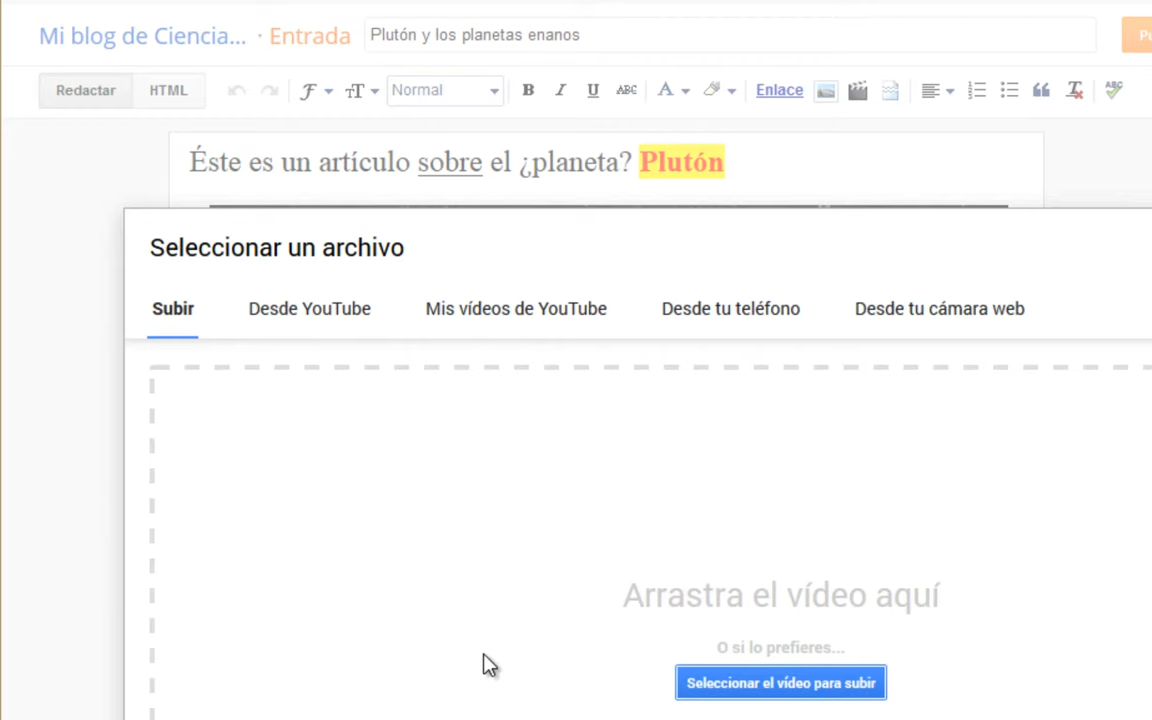 Mi blog de Ciencia... · Entrada Plutón y los planetas enanos
Redactar HTML Normal B I U ABC A Enlace ABC
Éste es un artículo sobre el ¿planeta? Plutón
Seleccionar un archivo
Subir Desde YouTube Mis vídeos de YouTube Desde tu teléfono Desde tu cámara web
Arrastra el vídeo aquí
O si lo prefieres...
Seleccionar el vídeo para subir